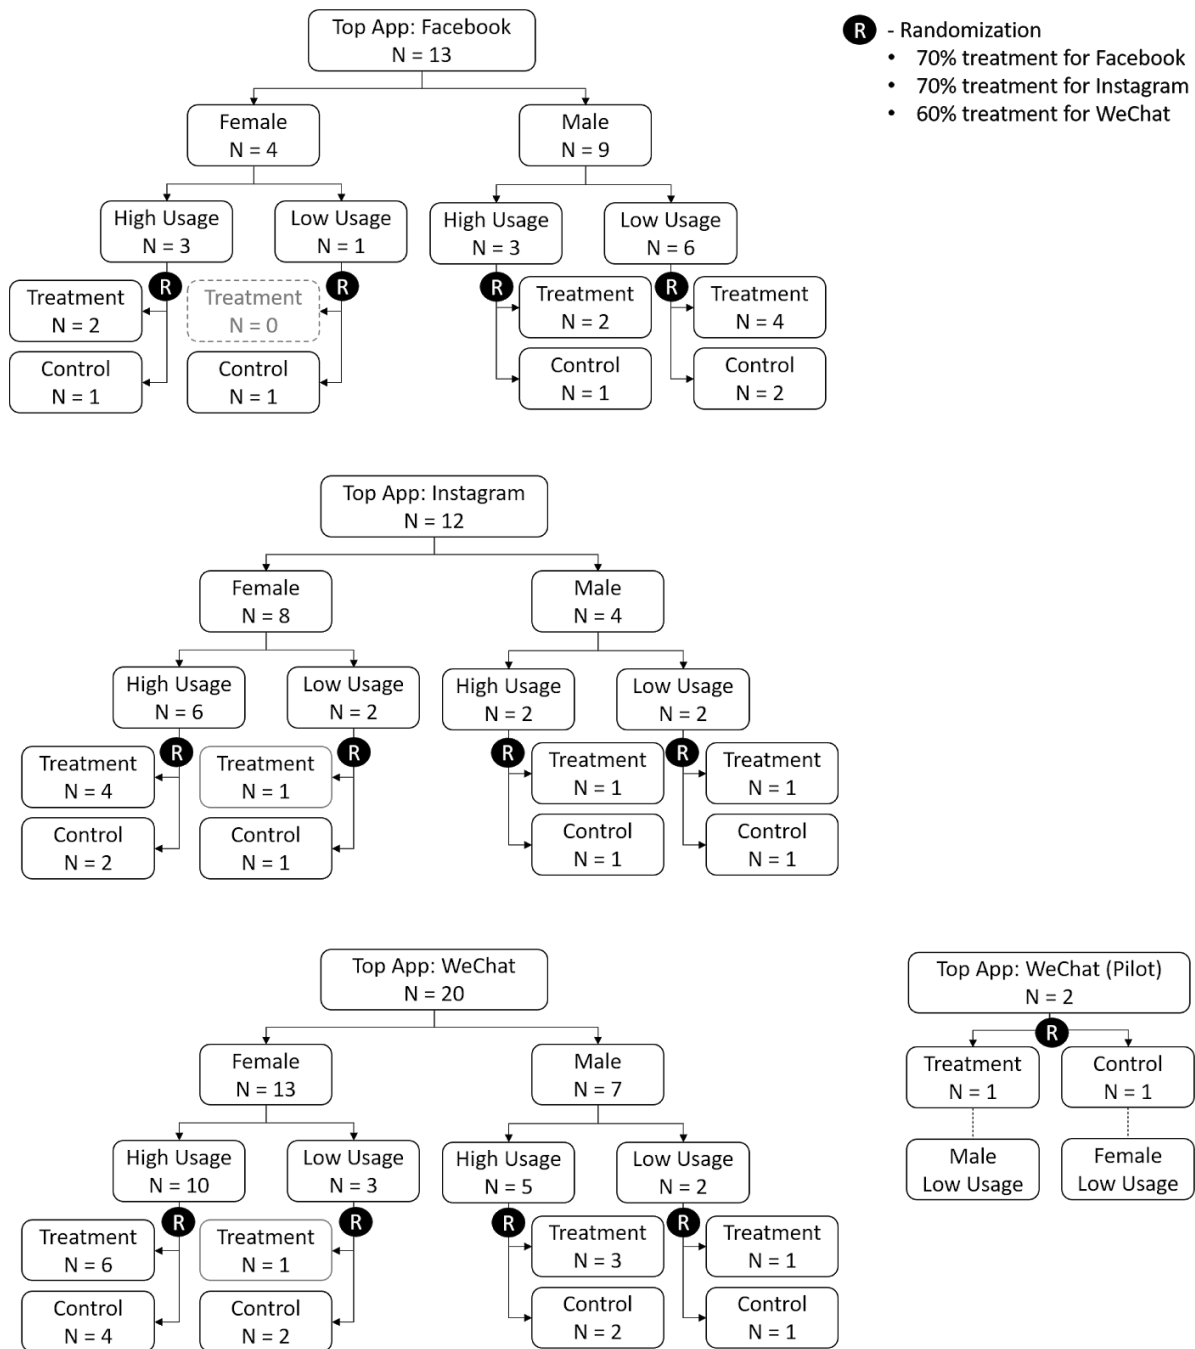 Top App: Facebook
N = 13
R - Randomization
• 70% treatment for Facebook
• 70% treatment for Instagram
• 60% treatment for WeChat
Female
N = 4
Male
N = 9
High Usage
N = 3
Low Usage
N = 1
High Usage
N = 3
Low Usage
N = 6
R
R
R
R
Treatment
N = 2
Treatment
N = 0
Treatment
N = 2
Treatment
N = 4
Control
N = 1
Control
N = 1
Control
N = 1
Control
N = 2
Top App: Instagram
N = 12
Female
N = 8
Male
N = 4
High Usage
N = 6
Low Usage
N = 2
High Usage
N = 2
Low Usage
N = 2
R
R
R
R
Treatment
N = 4
Treatment
N = 1
Treatment
N = 1
Treatment
N = 1
Control
N = 2
Control
N = 1
Control
N = 1
Control
N = 1
Top App: WeChat
N = 20
Female
N = 13
Male
N = 7
High Usage
N = 10
Low Usage
N = 3
High Usage
N = 5
Low Usage
N = 2
R
R
R
R
Treatment
N = 6
Treatment
N = 1
Treatment
N = 3
Treatment
N = 1
Control
N = 4
Control
N = 2
Control
N = 2
Control
N = 1
Top App: WeChat (Pilot)
N = 2
R
Treatment
N = 1
Control
N = 1
Male
Low Usage
Female
Low Usage